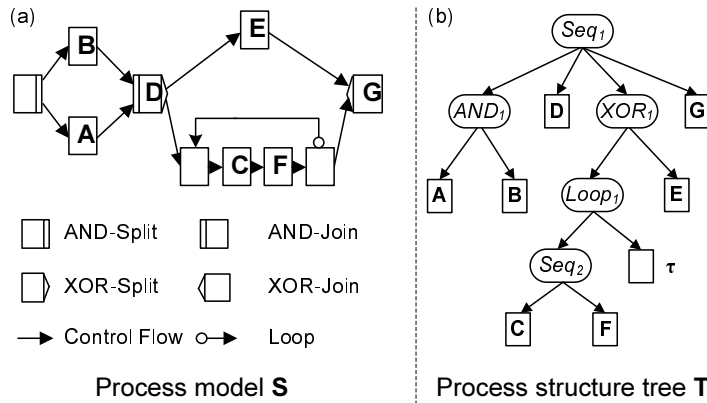 (a)
B
A
D
E
G
C
F
AND-Split
AND-Join
XOR-Split
XOR-Join
Control Flow
Loop
Process model S
(b)
Seq1
AND1
D
XOR1
G
A
B
Loop1
E
Seq2
τ
C
F
Process structure tree T